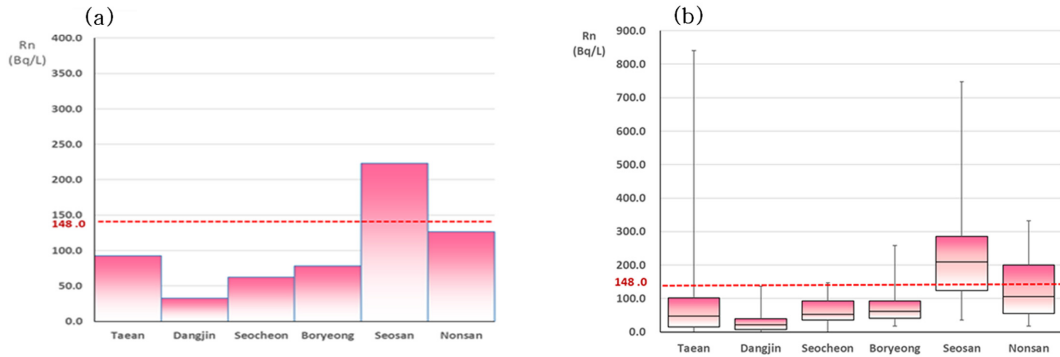 (a)
Rn
(Bq/L)
400.0
350.0
300.0
250.0
200.0
150.0
148.0
100.0
50.0
0.0
Taean Dangjin Seocheon Boryeong Seosan Nonsan
(b)
Rn
(Bq/L)
900.0
800.0
700.0
600.0
500.0
400.0
300.0
200.0
148.0
100.0
0.0
Taean Dangjin Seocheon Boryeong Seosan Nonsan